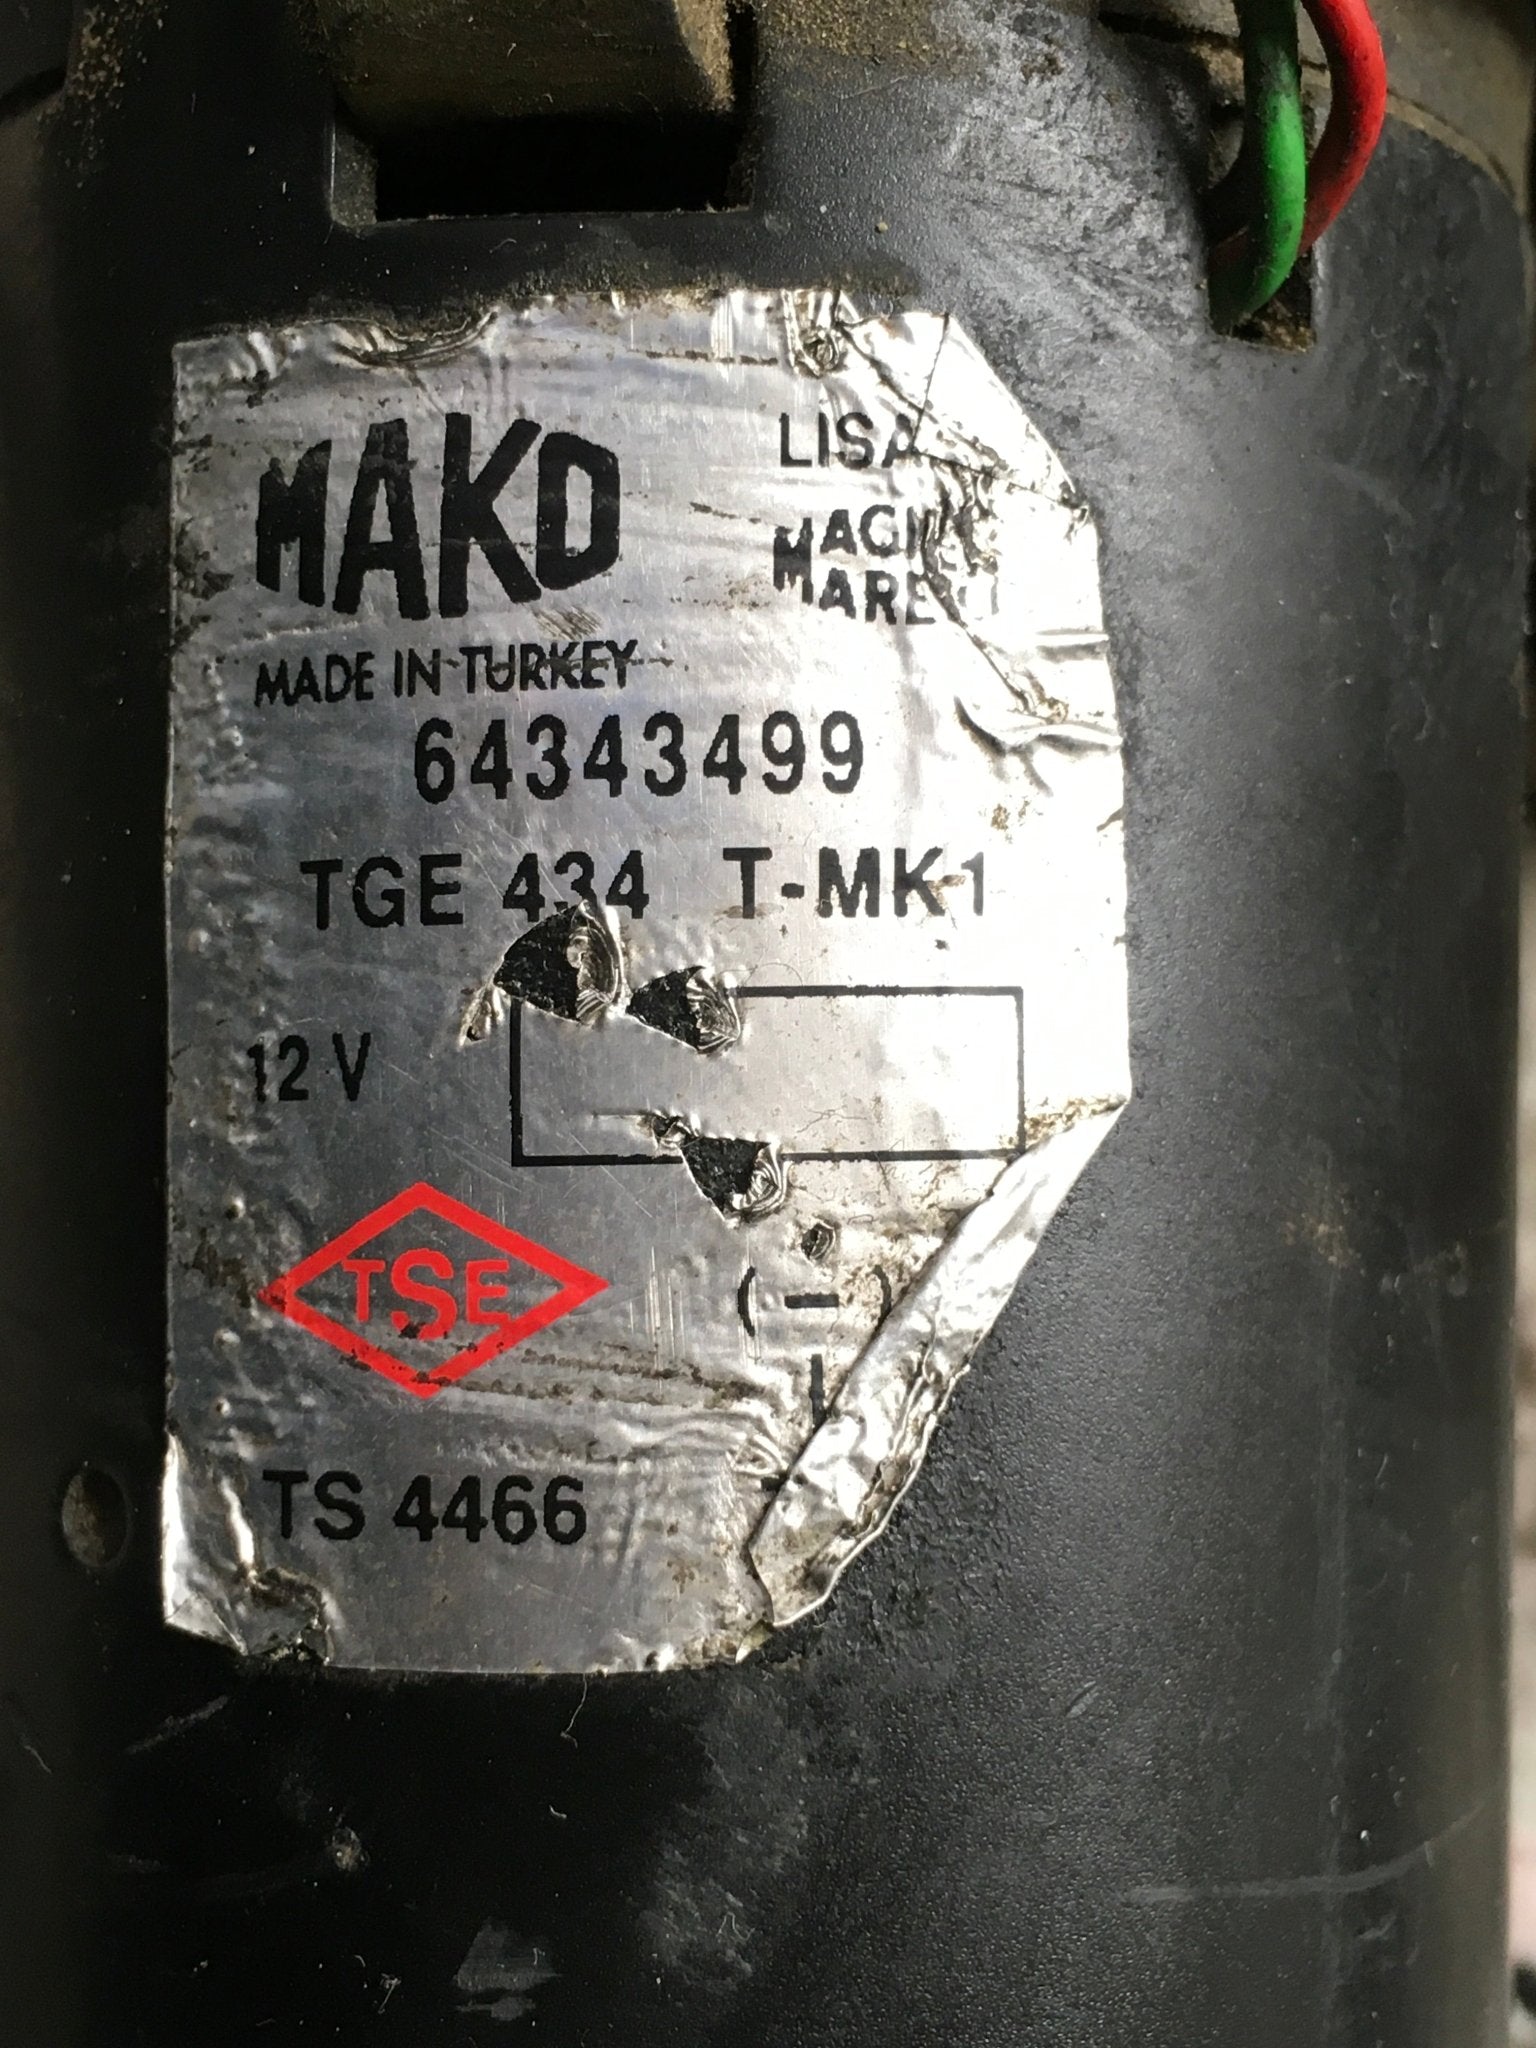 MAKO
LISA
MADE IN TURKEY
64343499
TGE 434 T-MK1
12 V
TSE
(-)
TS 4466